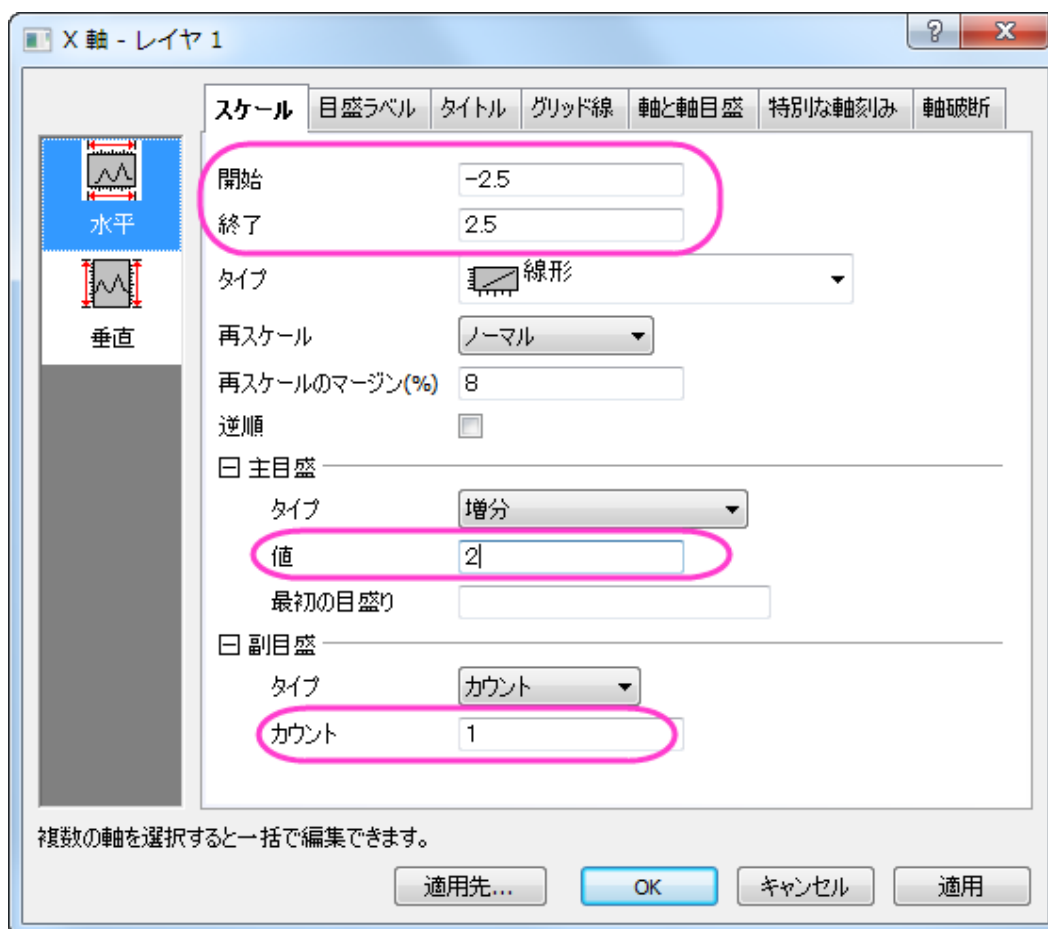 X 軸 - レイヤ 1
スケール 目盛ラベル タイトル グリッド線 軸と軸目盛 特別な軸刻み 軸破断
水平
垂直
開始 -2.5
終了 2.5
タイプ 線形
再スケール ノーマル
再スケールのマージン(%) 8
逆順
主目盛
タイプ 増分
値 2
最初の目盛り
副目盛
タイプ カウント
カウント 1
複数の軸を選択すると一括で編集できます。
適用先... OK キャンセル 適用